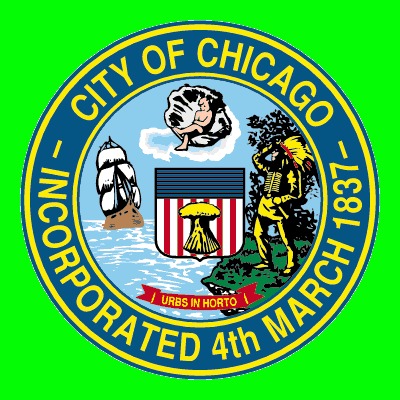 CITY OF CHICAGO
URBS IN HORTO
– INCORPORATED 4th MARCH 1837 –